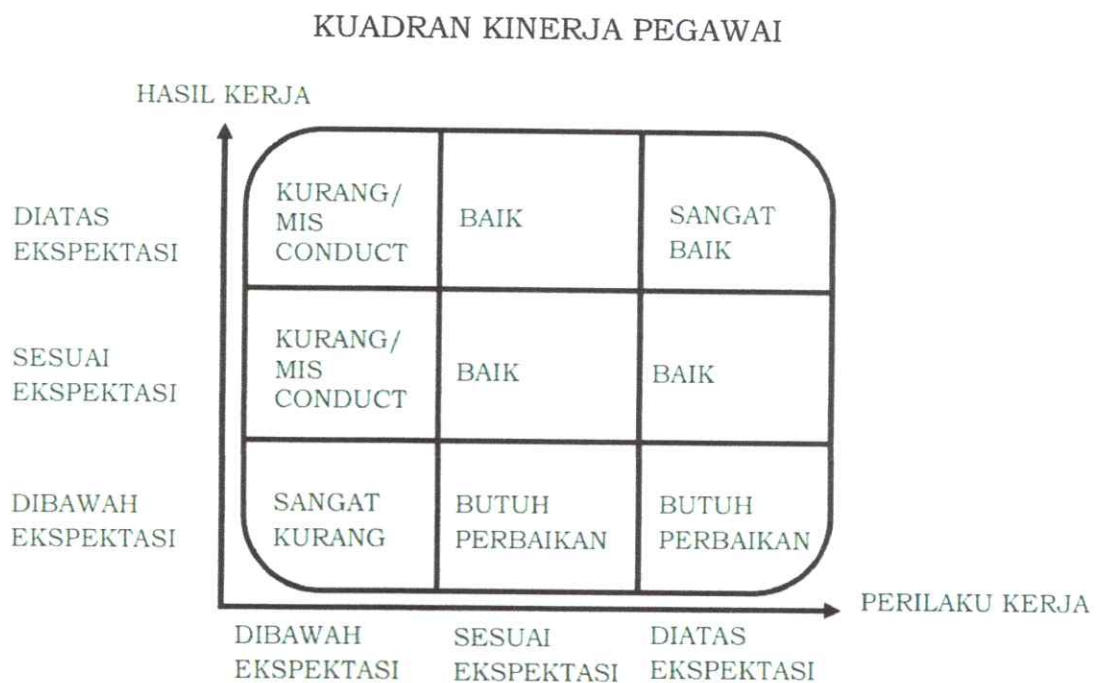 KUADRAN KINERJA PEGAWAI
HASIL KERJA
DIATAS
EKSPEKTASI
KURANG/
MIS
CONDUCT
BAIK
SANGAT
BAIK
SESUAI
EKSPEKTASI
KURANG/
MIS
CONDUCT
BAIK
BAIK
DIBAWAH
EKSPEKTASI
SANGAT
KURANG
BUTUH
PERBAIKAN
BUTUH
PERBAIKAN
PERILAKU KERJA
DIBAWAH
EKSPEKTASI
SESUAI
EKSPEKTASI
DIATAS
EKSPEKTASI